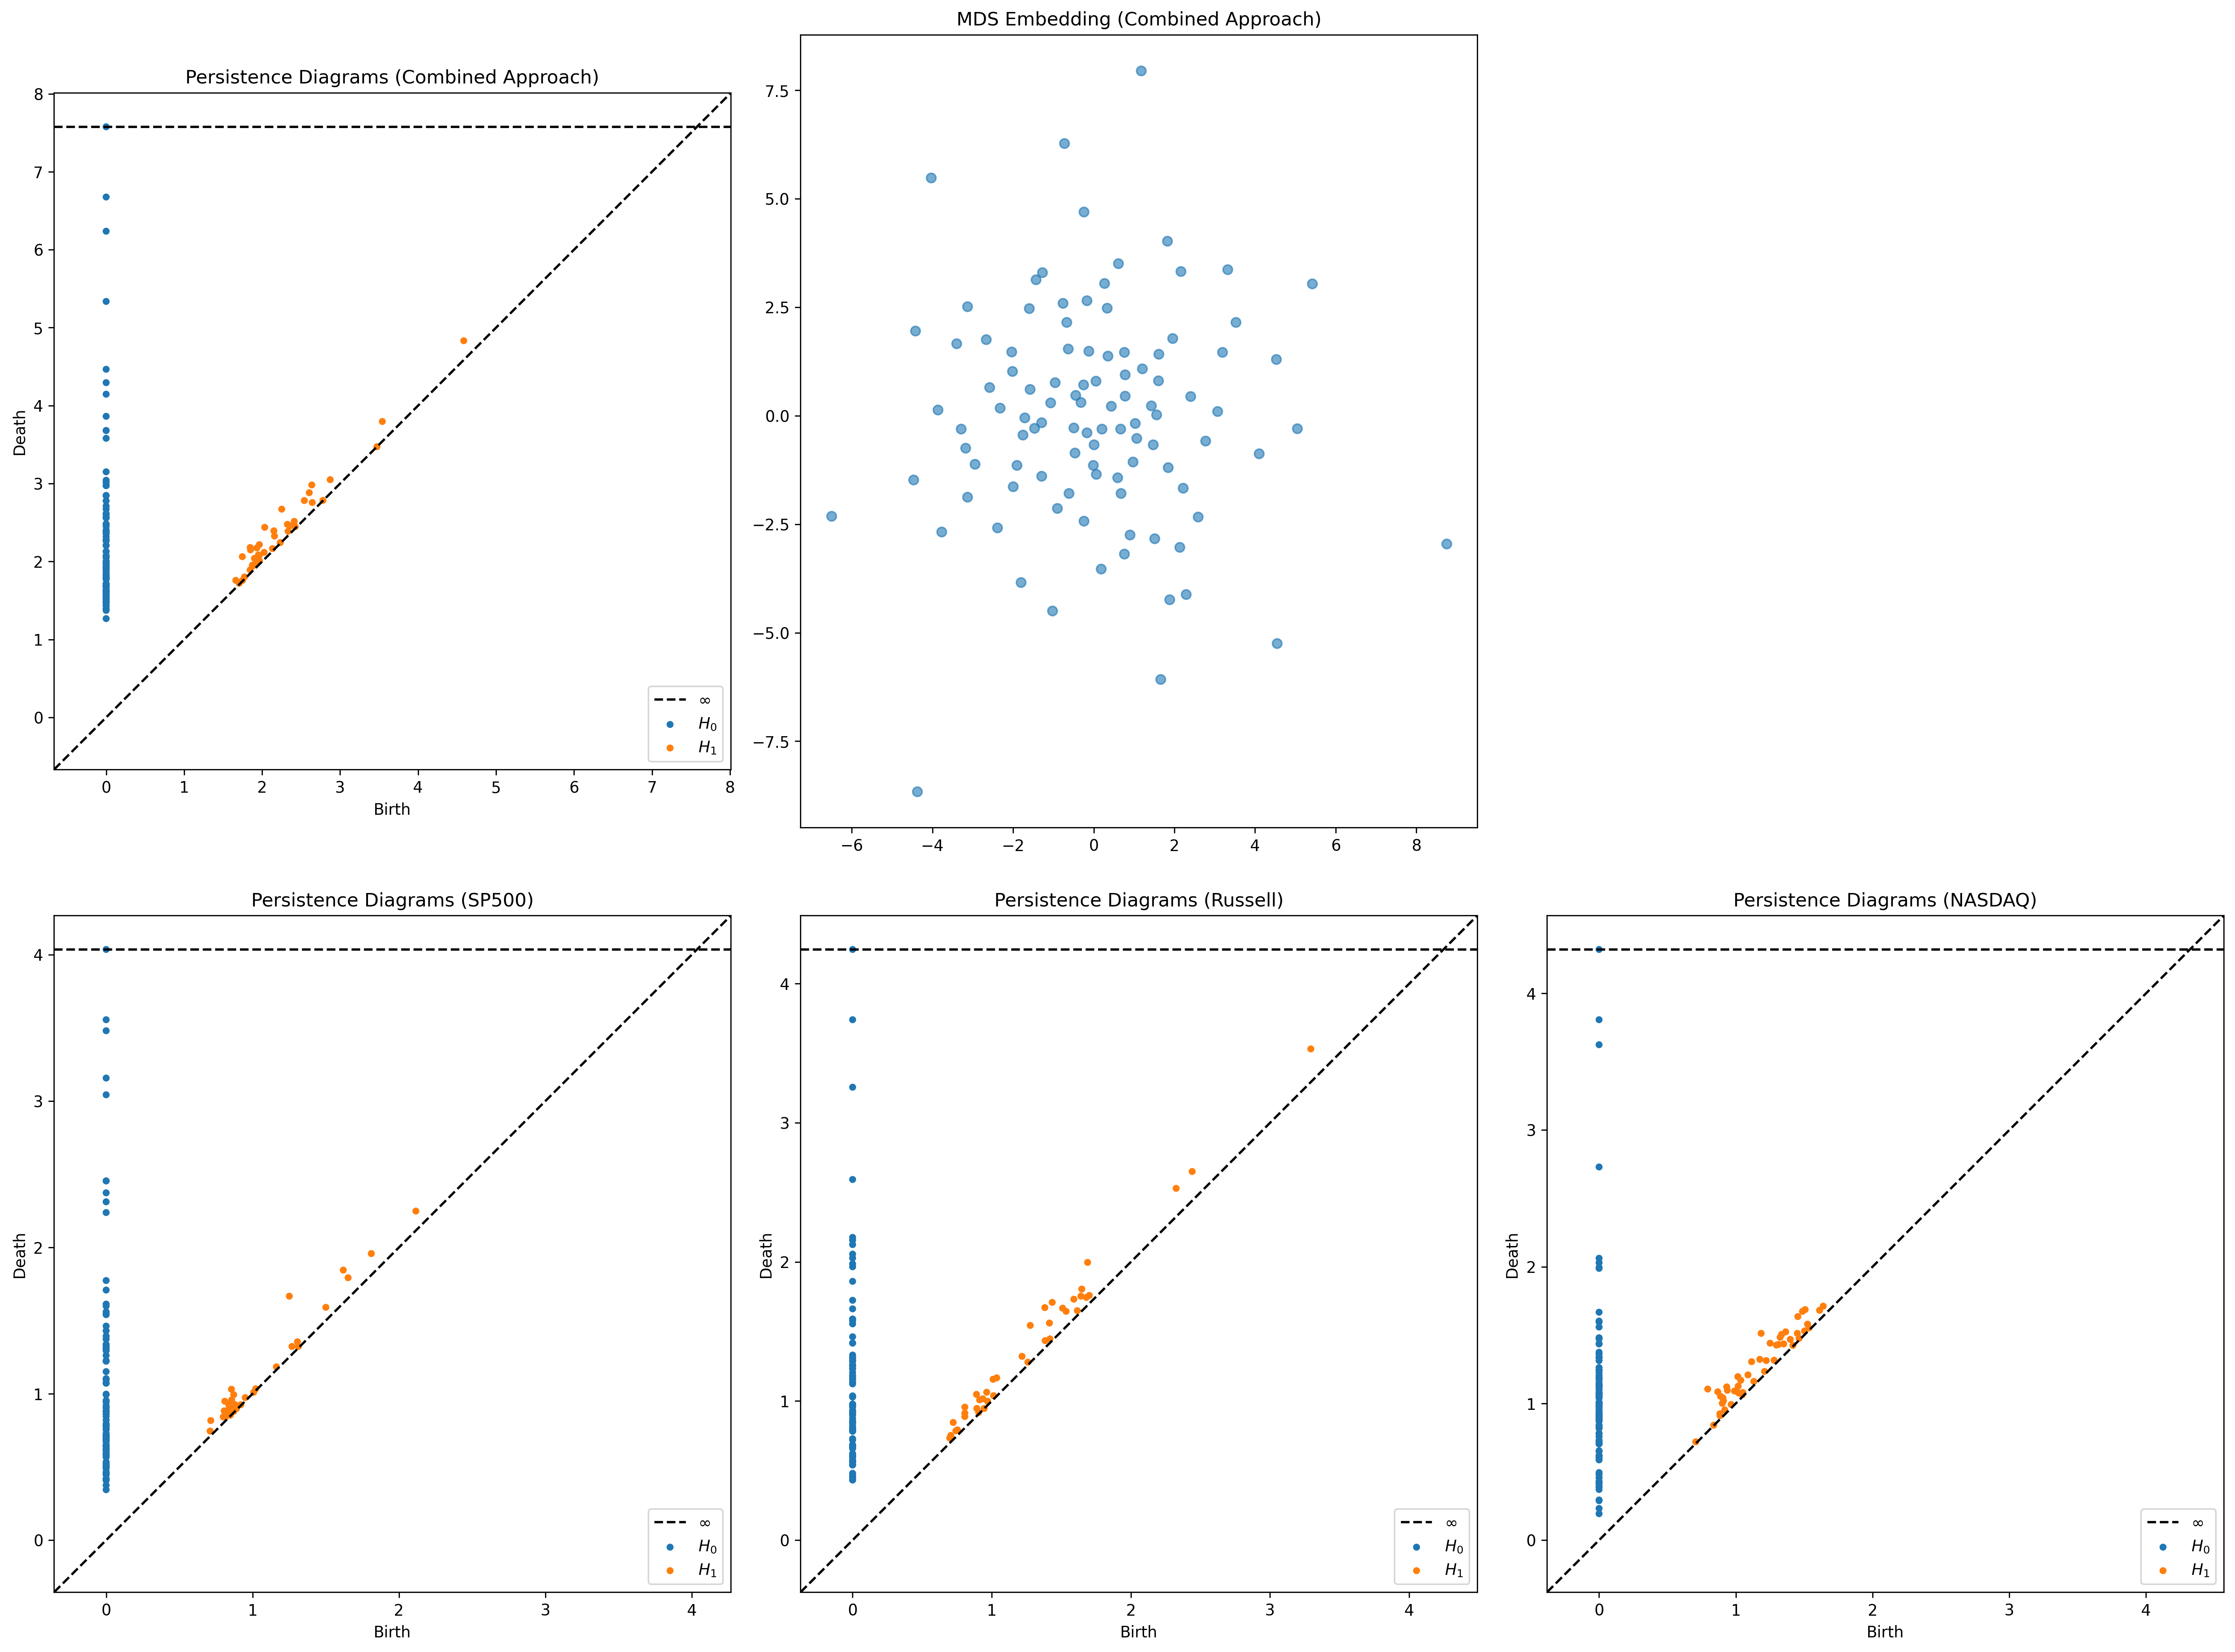 Persistence Diagrams (Combined Approach)
8
7
6
5
4
3
2
1
0
Death
0 1 2 3 4 5 6 7 8
Birth
∞
H₀
H₁
MDS Embedding (Combined Approach)
7.5
5.0
2.5
0.0
−2.5
−5.0
−7.5
−6 −4 −2 0 2 4 6 8
Persistence Diagrams (SP500)
4
3
2
1
0
Death
0 1 2 3 4
Birth
∞
H₀
H₁
Persistence Diagrams (Russell)
4
3
2
1
0
Death
0 1 2 3 4
Birth
∞
H₀
H₁
Persistence Diagrams (NASDAQ)
4
3
2
1
0
Death
0 1 2 3 4
Birth
∞
H₀
H₁